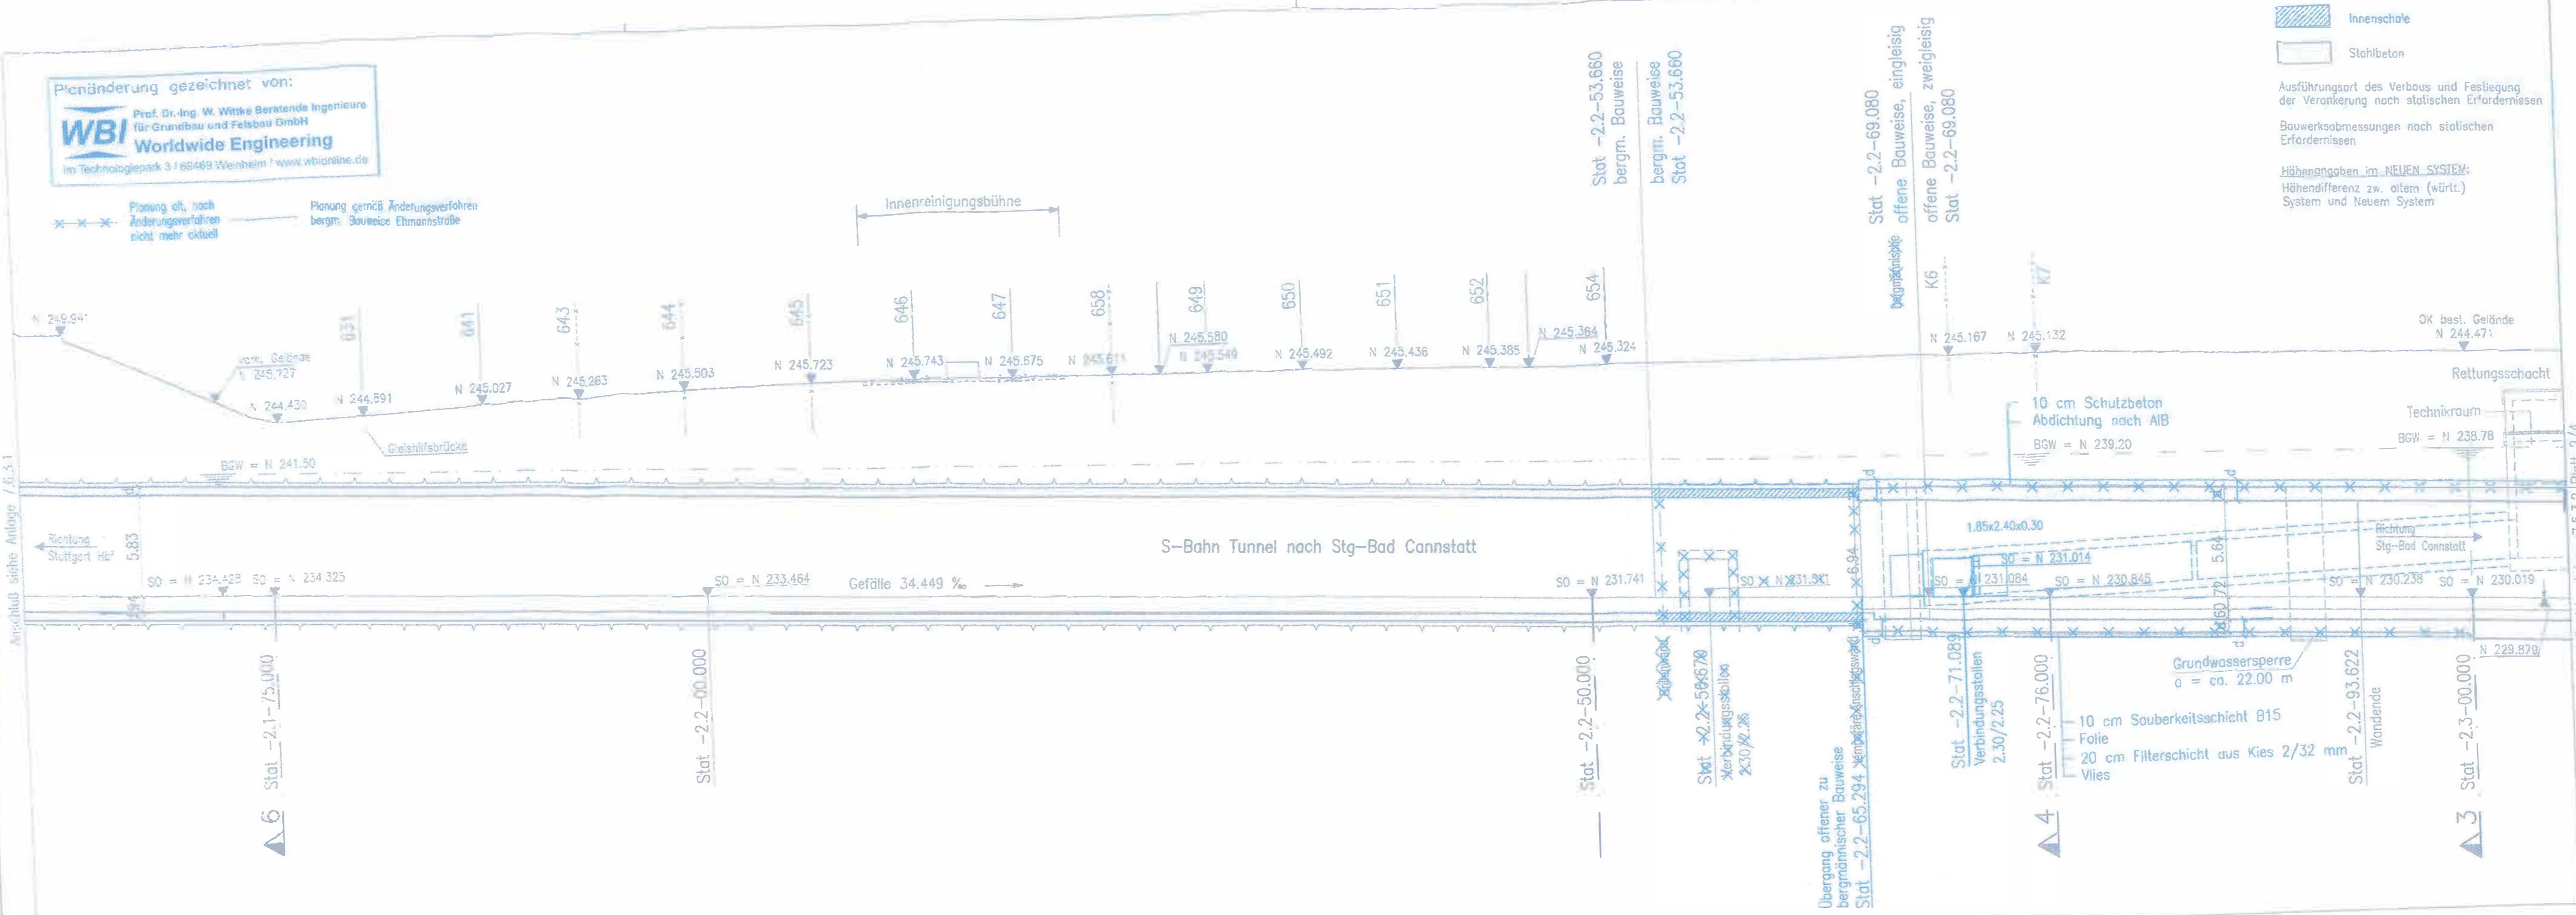 Planänderung gezeichnet von:
WBI
Prof. Dr.-Ing. W. Wittke Beratende Ingenieure
für Grundbau und Felsbau GmbH
Worldwide Engineering
Im Technologiepark 3 / 69469 Weinheim / www.wbionline.de
Planung alt, nach
Änderungsverfahren
nicht mehr aktuell
Planung gemäß Änderungsverfahren
bergm. Bauweise Ehmannstraße
Innenreinigungsbühne
Stat -2.2-53.660
bergm. Bauweise
bergm. Bauweise
Stat -2.2-53.660
Stat -2.2-69.080
offene Bauweise, eingleisig
offene Bauweise, zweigleisig
Stat -2.2-69.080
Innenschale
Stahlbeton
Ausführungsart des Verbaus und Festlegung
der Verankerung nach statischen Erfordernissen
Bauwerksabmessungen nach statischen
Erfordernissen
Höhenangaben im NEUEN SYSTEM:
Höhendifferenz zw. altem (württ.)
System und Neuem System
N 249.941
vorh. Gelände
N 245.727
N 244.430
631
N 244.591
Gleishilfsbrücke
641
N 245.027
643
N 245.263
644
N 245.503
645
N 245.723
646
N 245.743
647
N 245.675
658
N 245.611
N 245.580
649
N 245.549
650
N 245.492
651
N 245.436
652
N 245.385
N 245.364
654
N 245.324
K6
N 245.167
K7
N 245.132
OK best. Gelände
N 244.471
Rettungsschacht
Technikraum
10 cm Schutzbeton
Abdichtung nach AIB
BGW = N 241.50
BGW = N 239.20
BGW = N 238.78
Anschluß siehe Anlage 7.6.3.1
Richtung
Stuttgart Hbf
5.83
d
S-Bahn Tunnel nach Stg-Bad Cannstatt
1.85x2.40x0.30
5.64
6.94
Richtung
Stg-Bad Cannstatt
SO = N 234.428
SO = N 234.325
SO = N 233.464
Gefälle 34.449 ‰
SO = N 231.741
SO = N 231.014
SO = N 231.084
SO = N 230.845
SO = N 230.238
SO = N 230.019
N 229.879
Grundwassersperre
a = ca. 22.00 m
6
Stat -2.1-75.000
Stat -2.2-00.000
Stat -2.2-50.000
Verbindungsstollen
2.30/2.25
Übergang offener zu
bergmännischer Bauweise
Stat -2.2-65.294
Stat -2.2-71.089
Verbindungsstollen
2.30/2.25
4
Stat -2.2-76.000
10 cm Sauberkeitsschicht B15
Folie
20 cm Filterschicht aus Kies 2/32 mm
Vlies
Stat -2.2-93.622
Wandende
3
Stat -2.3-00.000